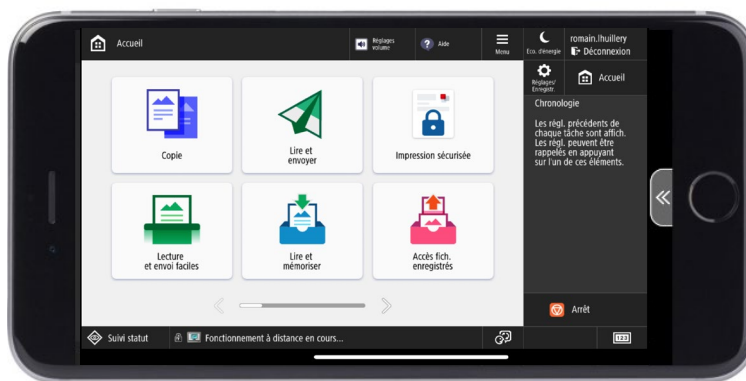 Accueil
Réglages
volume
Aide
Menu
Eco. d'énergie
romain.lhuillery
Déconnexion
Réglages/
Enregistr.
Accueil
Chronologie
Les régl. précédents de
chaque tâche sont affich.
Les régl. peuvent être
rappelés en appuyant
sur l'un de ces éléments.
Copie
Lire et
envoyer
Impression sécurisée
Lecture
et envoi faciles
Lire et
mémoriser
Accès fich.
enregistrés
Arrêt
Suivi statut
Fonctionnement à distance en cours...
123